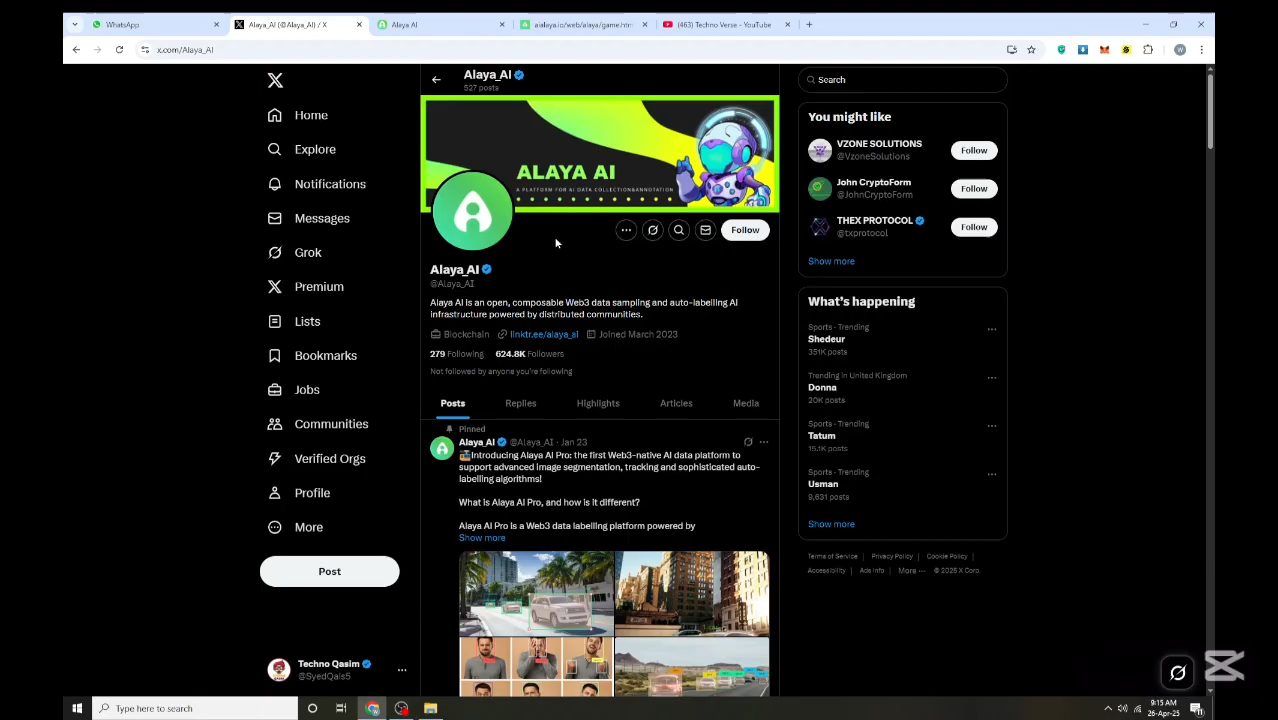 WhatsApp
Alaya_AI (@Alaya_AI) / X
Alaya AI
aialaya.io/web/alaya/game.htm
(463) Techno Verse - YouTube
x.com/Alaya_AI
W
Alaya_AI
527 posts
ALAYA AI
A PLATFORM FOR AI DATA COLLECTION&ANNOTATION
Follow
Alaya_AI
@Alaya_AI
Alaya AI is an open, composable Web3 data sampling and auto-labelling AI
infrastructure powered by distributed communities.
Blockchain
linktr.ee/alaya_ai
Joined March 2023
279 Following
624.8K Followers
Not followed by anyone you're following
Posts
Replies
Highlights
Articles
Media
Pinned
Alaya_AI @Alaya_AI · Jan 23
Introducing Alaya AI Pro: the first Web3-native AI data platform to
support advanced image segmentation, tracking and sophisticated auto-
labelling algorithms!
What is Alaya AI Pro, and how is it different?
Alaya AI Pro is a Web3 data labelling platform powered by
Show more
Home
Explore
Notifications
Messages
Grok
Premium
Lists
Bookmarks
Jobs
Communities
Verified Orgs
Profile
More
Post
Techno Qasim
@SyedQais5
Search
You might like
VZONE SOLUTIONS
@VzoneSolutions
Follow
John CryptoForm
@JohnCryptoForm
Follow
THEX PROTOCOL
@txprotocol
Follow
Show more
What's happening
Sports · Trending
Shedeur
351K posts
Trending in United Kingdom
Donna
20K posts
Sports · Trending
Tatum
15.1K posts
Sports · Trending
Usman
9,631 posts
Show more
Terms of Service
Privacy Policy
Cookie Policy
Accessibility
Ads info
More ···
© 2025 X Corp.
Type here to search
9:15 AM
26-Apr-25